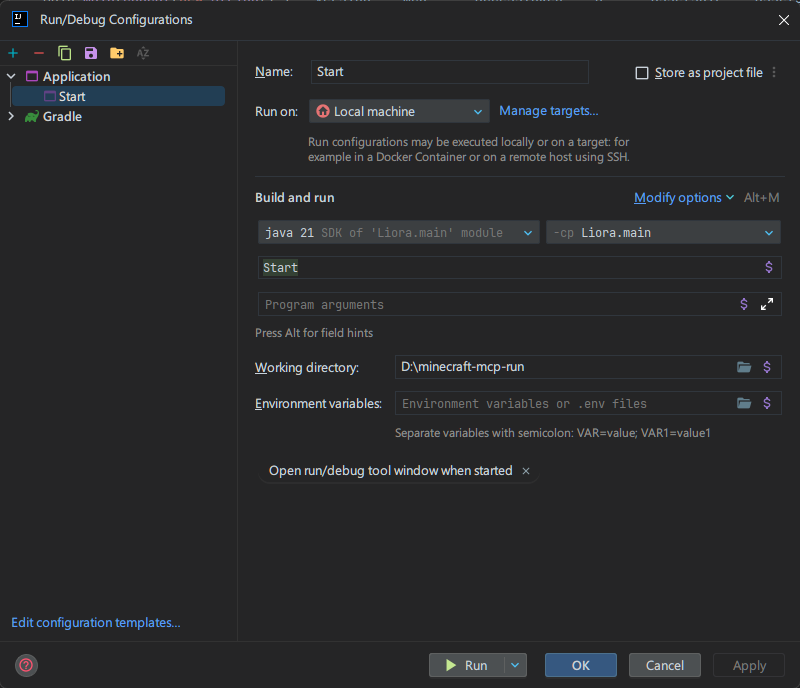 Run/Debug Configurations
Application
Start
Gradle
Name: Start Store as project file
Run on: Local machine Manage targets...
Run configurations may be executed locally or on a target: for
example in a Docker Container or on a remote host using SSH.
Build and run Modify options Alt+M
java 21 SDK of 'Liora.main' module -cp Liora.main
Start
Program arguments
Press Alt for field hints
Working directory: D:\minecraft-mcp-run
Environment variables: Environment variables or .env files
Separate variables with semicolon: VAR=value; VAR1=value1
Open run/debug tool window when started ×
Edit configuration templates...
? Run OK Cancel Apply